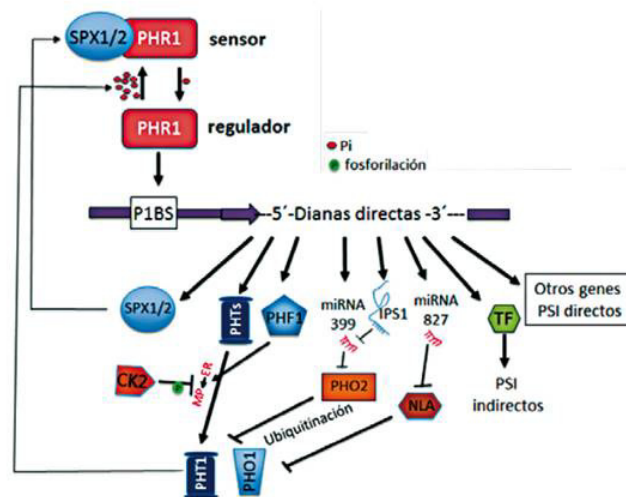 SPX1/2
PHR1
sensor
PHR1
regulador
Pi
fosforilación
P1BS
--5´-Dianas directas -3´---
SPX1/2
PHTs
PHF1
miRNA
399
IPS1
miRNA
827
TF
Otros genes
PSI directos
CK2
MP
ER
PHO2
NLA
PSI
indirectos
Ubiquitinación
PHT1
PHO1